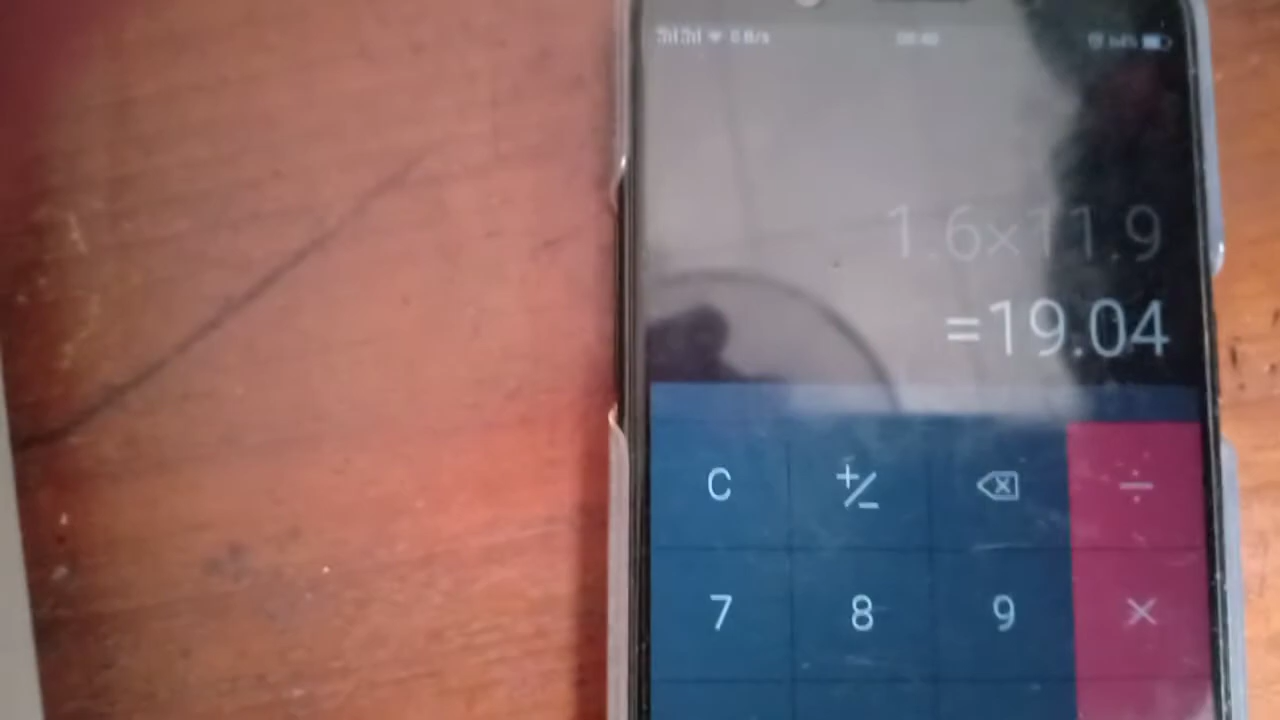 1.6×11.9
=19.04
C +/− ÷
7 8 9 ×